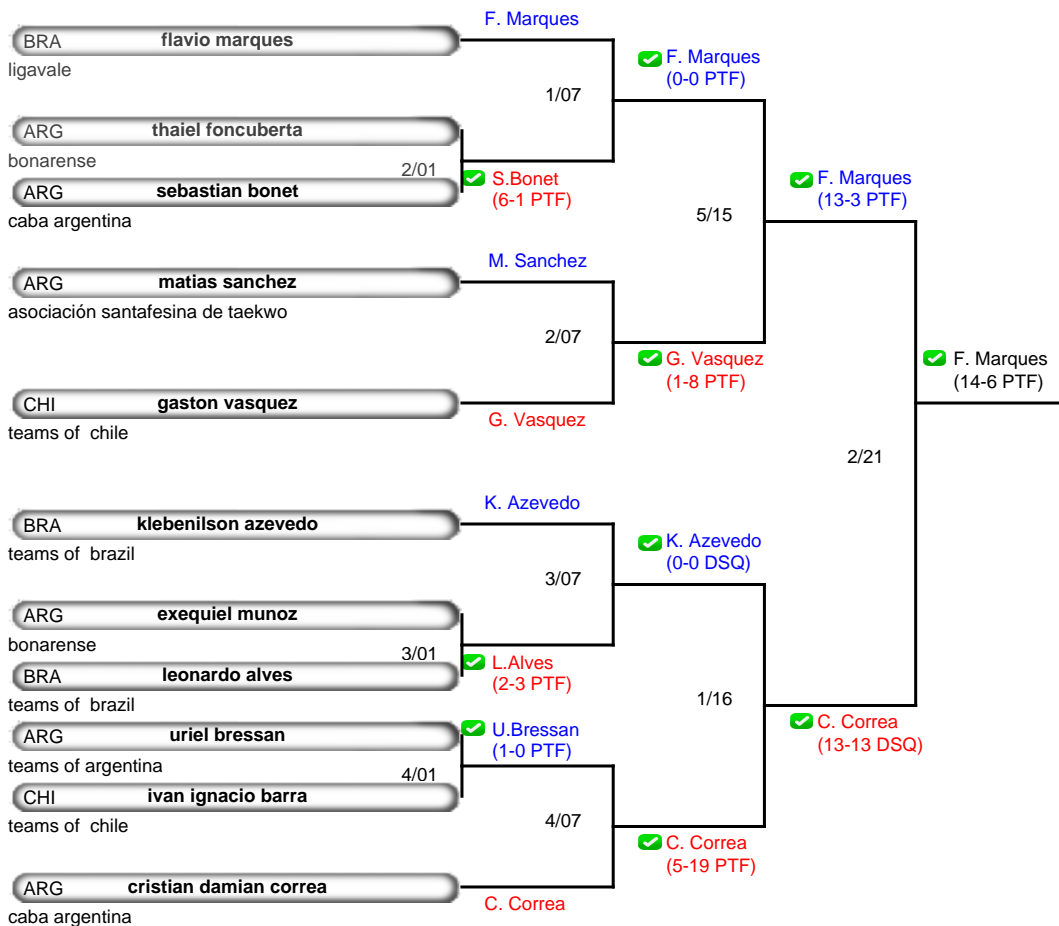 F. Marques
BRA flavio marques
ligavale
F. Marques
(0-0 PTF)
1/07
ARG thaiel foncuberta
bonarense
2/01
S.Bonet
(6-1 PTF)
ARG sebastian bonet
caba argentina
F. Marques
(13-3 PTF)
5/15
M. Sanchez
ARG matias sanchez
asociación santafesina de taekwo
2/07
G. Vasquez
(1-8 PTF)
CHI gaston vasquez
teams of  chile
G. Vasquez
F. Marques
(14-6 PTF)
2/21
K. Azevedo
BRA klebenilson azevedo
teams of  brazil
K. Azevedo
(0-0 DSQ)
3/07
ARG exequiel munoz
bonarense
3/01
L.Alves
(2-3 PTF)
BRA leonardo alves
teams of  brazil
1/16
C. Correa
(13-13 DSQ)
ARG uriel bressan
teams of argentina
U.Bressan
(1-0 PTF)
4/01
CHI ivan ignacio barra
teams of  chile
4/07
C. Correa
(5-19 PTF)
ARG cristian damian correa
caba argentina
C. Correa